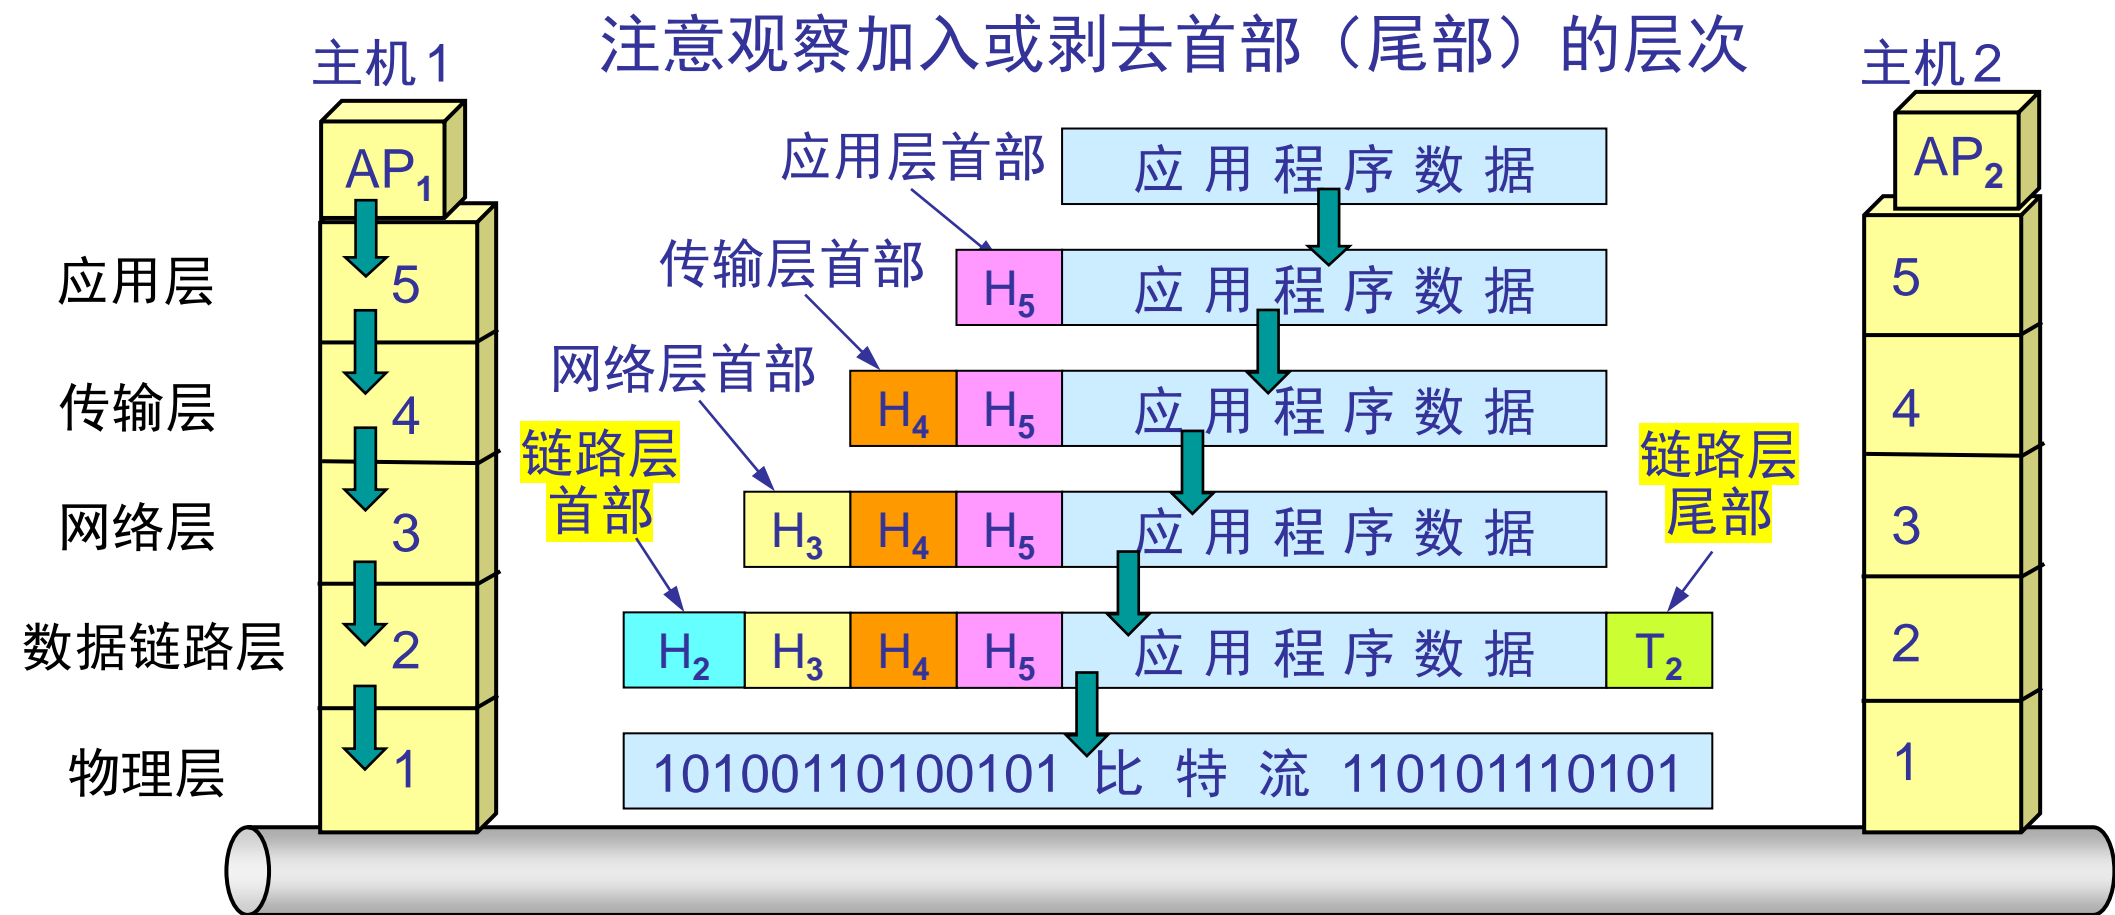 注意观察加入或剥去首部（尾部）的层次
主机 1
主机 2
AP1
AP2
应用层首部
应 用 程 序 数 据
应用层
5
传输层首部
H5
应 用 程 序 数 据
5
传输层
4
网络层首部
H4
H5
应 用 程 序 数 据
4
链路层
首部
链路层
尾部
网络层
3
H3
H4
H5
应 用 程 序 数 据
3
数据链路层
2
H2
H3
H4
H5
应 用 程 序 数 据
T2
2
物理层
1
10100110100101 比 特 流 110101110101
1